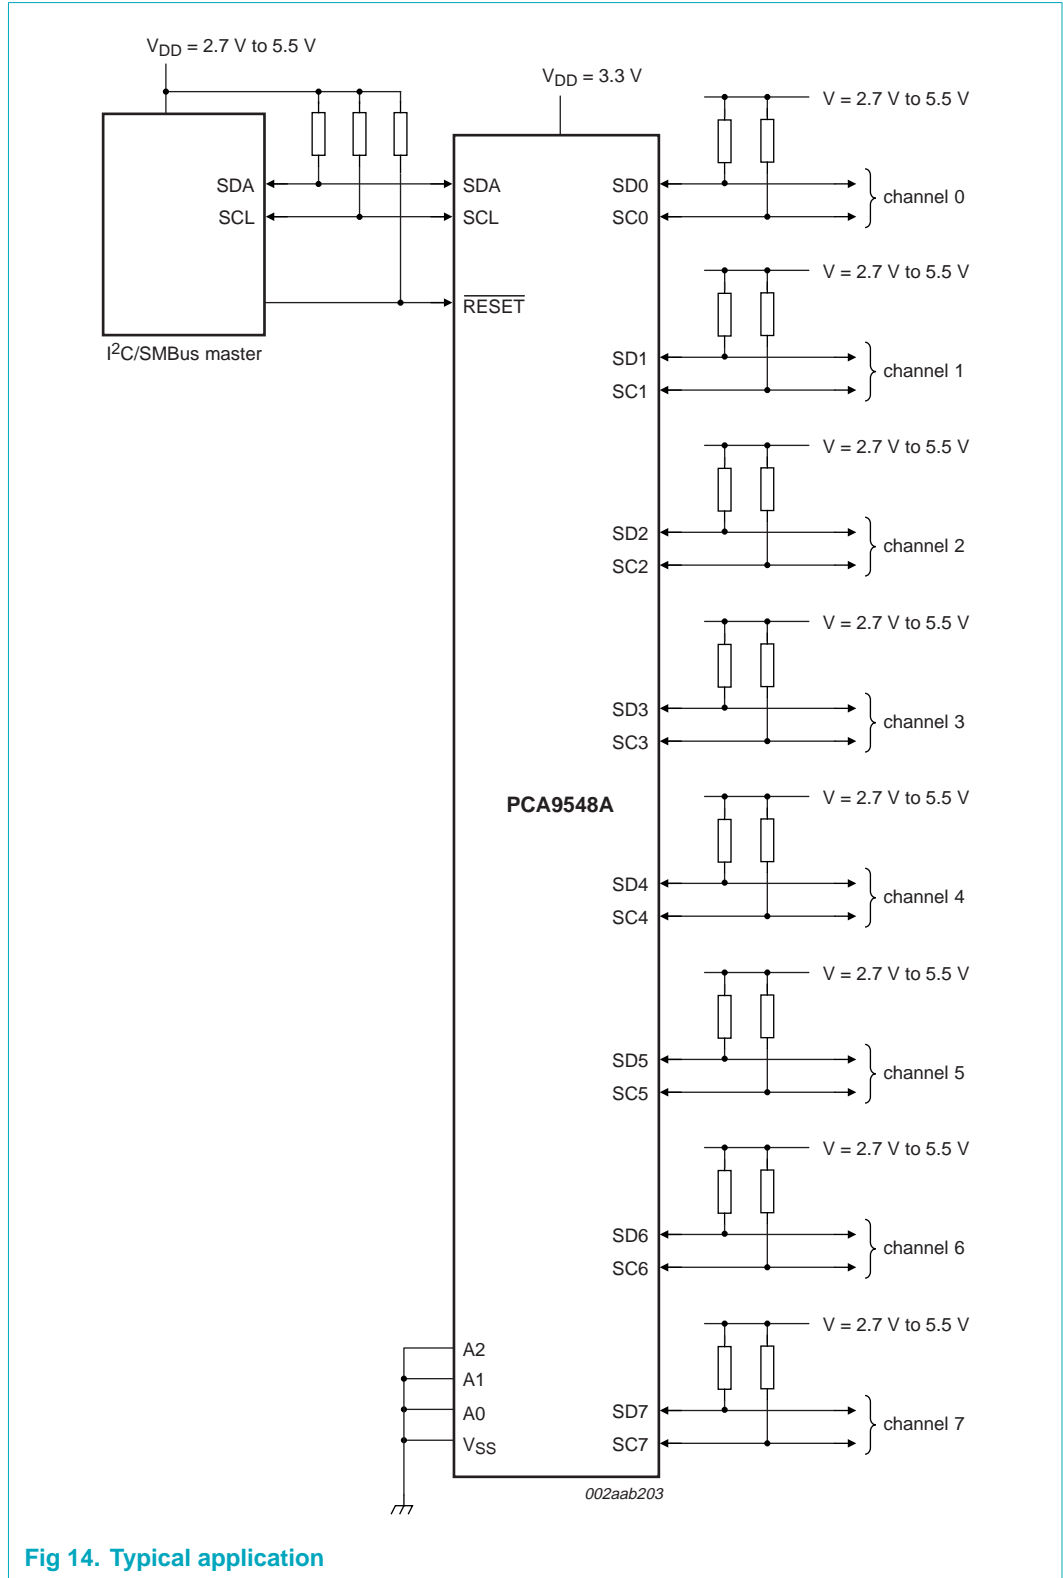 VDD = 2.7 V to 5.5 V
VDD = 3.3 V
V = 2.7 V to 5.5 V
SDA
SCL
SDA
SCL
RESET
I2C/SMBus master
SD0
SC0
channel 0
V = 2.7 V to 5.5 V
SD1
SC1
channel 1
V = 2.7 V to 5.5 V
SD2
SC2
channel 2
V = 2.7 V to 5.5 V
SD3
SC3
channel 3
PCA9548A
V = 2.7 V to 5.5 V
SD4
SC4
channel 4
V = 2.7 V to 5.5 V
SD5
SC5
channel 5
V = 2.7 V to 5.5 V
SD6
SC6
channel 6
V = 2.7 V to 5.5 V
A2
A1
A0
VSS
SD7
SC7
channel 7
002aab203
Fig 14. Typical application